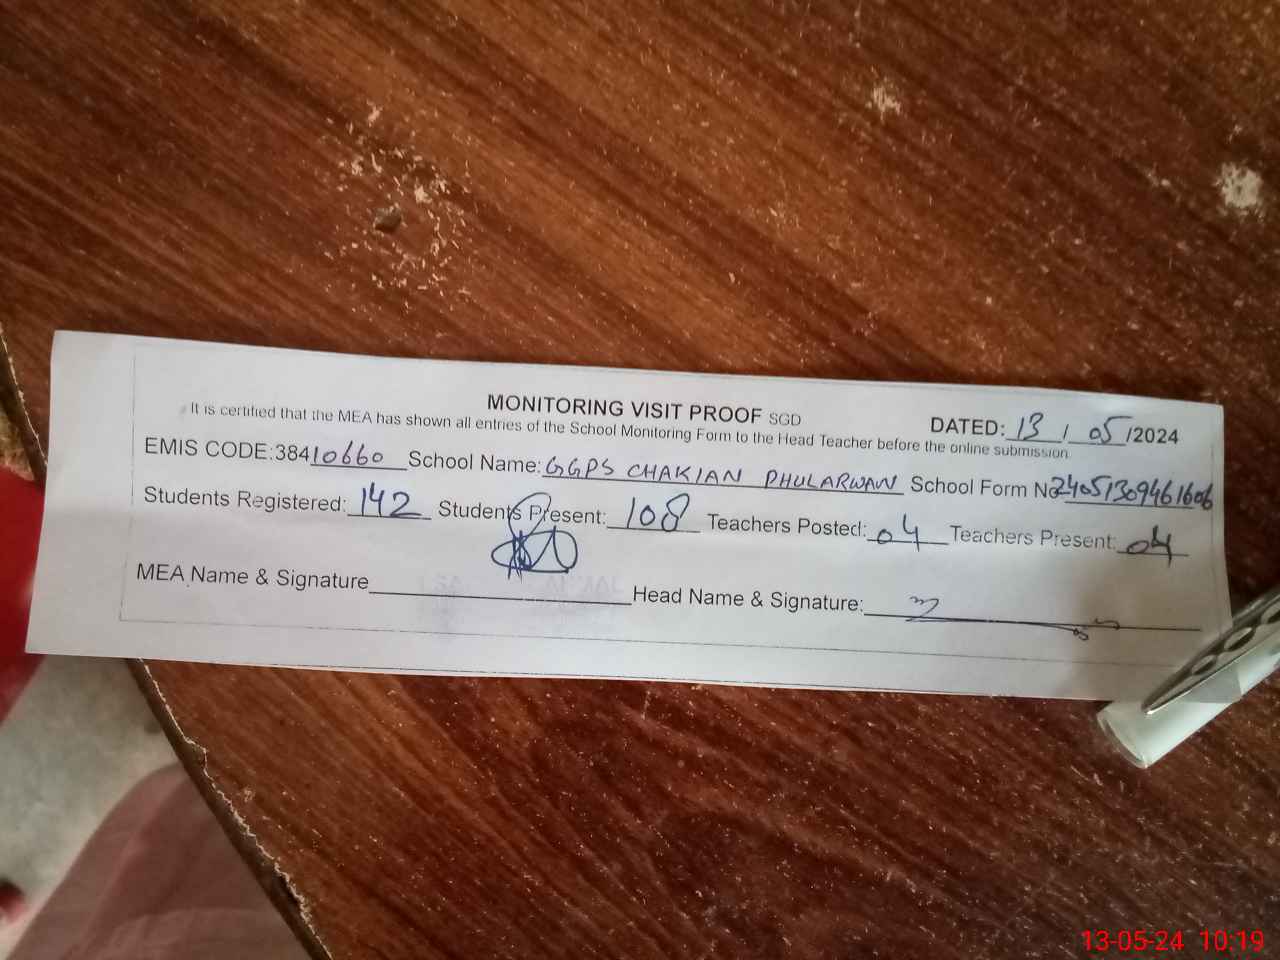 MONITORING VISIT PROOF SGD
DATED: 13 / 05 /2024
It is certified that the MEA has shown all entries of the School Monitoring Form to the Head Teacher before the online submission.
EMIS CODE:38410660 School Name: GGPS CHAKIAN PHULARWAN School Form No 24051309461606
Students Registered: 142 Students Present: 108 Teachers Posted: 04 Teachers Present: 04
MEA Name & Signature Head Name & Signature:
13-05-24 10:19